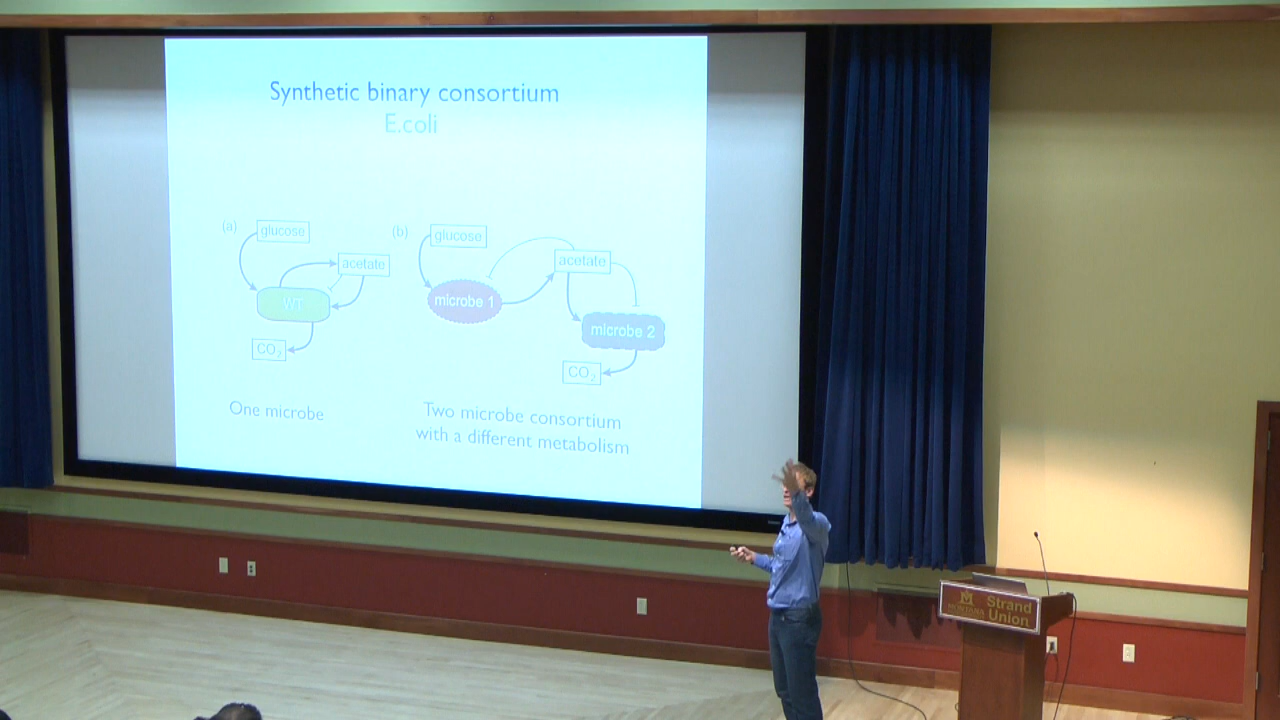 Synthetic binary consortium
E.coli
(a)
glucose
acetate
WT
CO2
One microbe
(b)
glucose
acetate
microbe 1
microbe 2
CO2
Two microbe consortium
with a different metabolism
MONTANA
Strand
Union